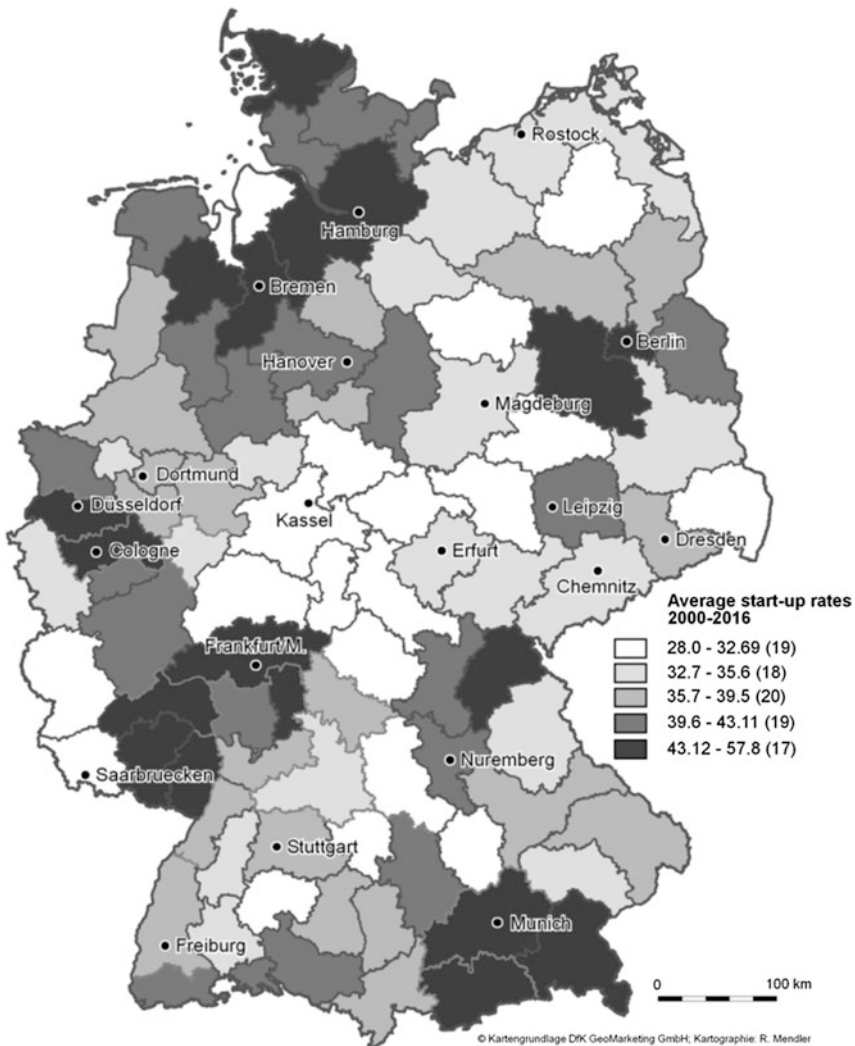 Rostock
Hamburg
Bremen
Berlin
Hanover
Magdeburg
Dortmund
Düsseldorf
Leipzig
Kassel
Dresden
Cologne
Erfurt
Chemnitz
Average start-up rates
2000-2016
28.0 - 32.69 (19)
32.7 - 35.6 (18)
35.7 - 39.5 (20)
39.6 - 43.11 (19)
43.12 - 57.8 (17)
Frankfurt/M.
Nuremberg
Saarbruecken
Stuttgart
Munich
Freiburg
0 100 km
© Kartengrundlage DfK GeoMarketing GmbH; Kartographie: R. Mendler